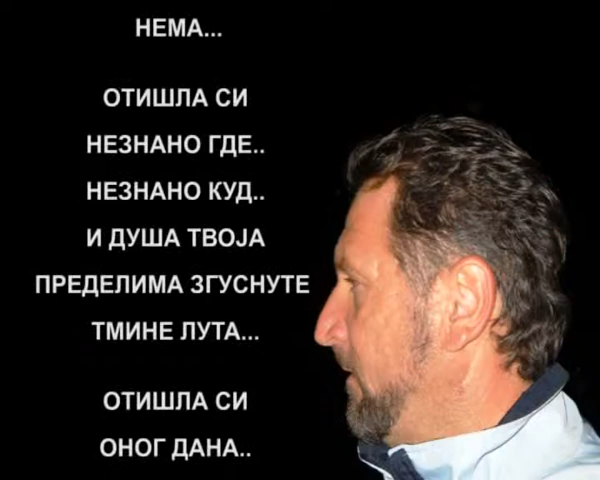 НЕМА...
ОТИШЛА СИ
НЕЗНАНО ГДЕ..
НЕЗНАНО КУД..
И ДУША ТВОЈА
ПРЕДЕЛИМА ЗГУСНУТЕ
ТМИНЕ ЛУТА...
ОТИШЛА СИ
ОНОГ ДАНА..